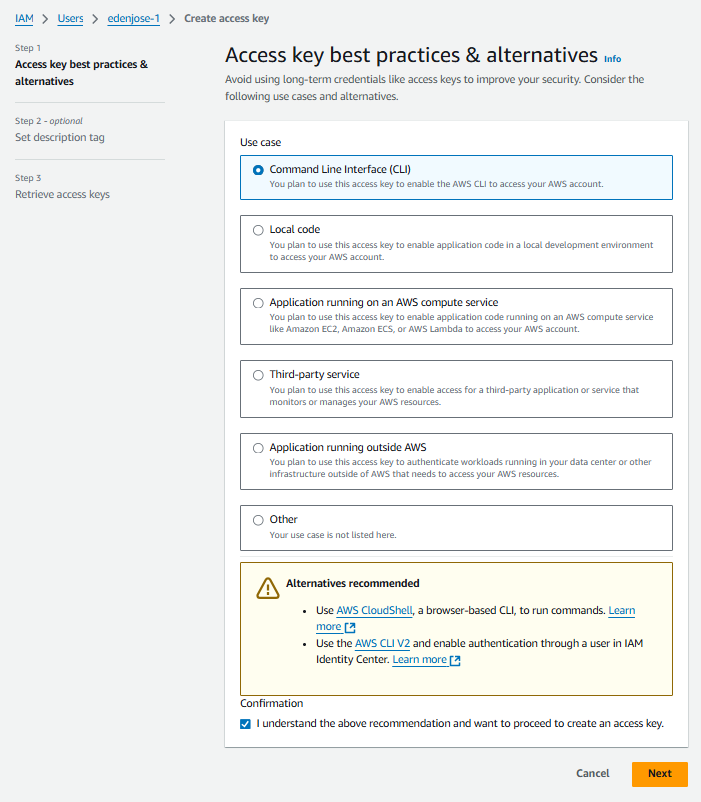 IAM > Users > edenjose-1 > Create access key
Step 1
Access key best practices &
alternatives
Step 2 - optional
Set description tag
Step 3
Retrieve access keys
Access key best practices & alternatives Info
Avoid using long-term credentials like access keys to improve your security. Consider the
following use cases and alternatives.
Use case
Command Line Interface (CLI)
You plan to use this access key to enable the AWS CLI to access your AWS account.
Local code
You plan to use this access key to enable application code in a local development environment
to access your AWS account.
Application running on an AWS compute service
You plan to use this access key to enable application code running on an AWS compute service
like Amazon EC2, Amazon ECS, or AWS Lambda to access your AWS account.
Third-party service
You plan to use this access key to enable access for a third-party application or service that
monitors or manages your AWS resources.
Application running outside AWS
You plan to use this access key to authenticate workloads running in your data center or other
infrastructure outside of AWS that needs to access your AWS resources.
Other
Your use case is not listed here.
Alternatives recommended
• Use AWS CloudShell, a browser-based CLI, to run commands. Learn
more
• Use the AWS CLI V2 and enable authentication through a user in IAM
Identity Center. Learn more
Confirmation
I understand the above recommendation and want to proceed to create an access key.
Cancel
Next